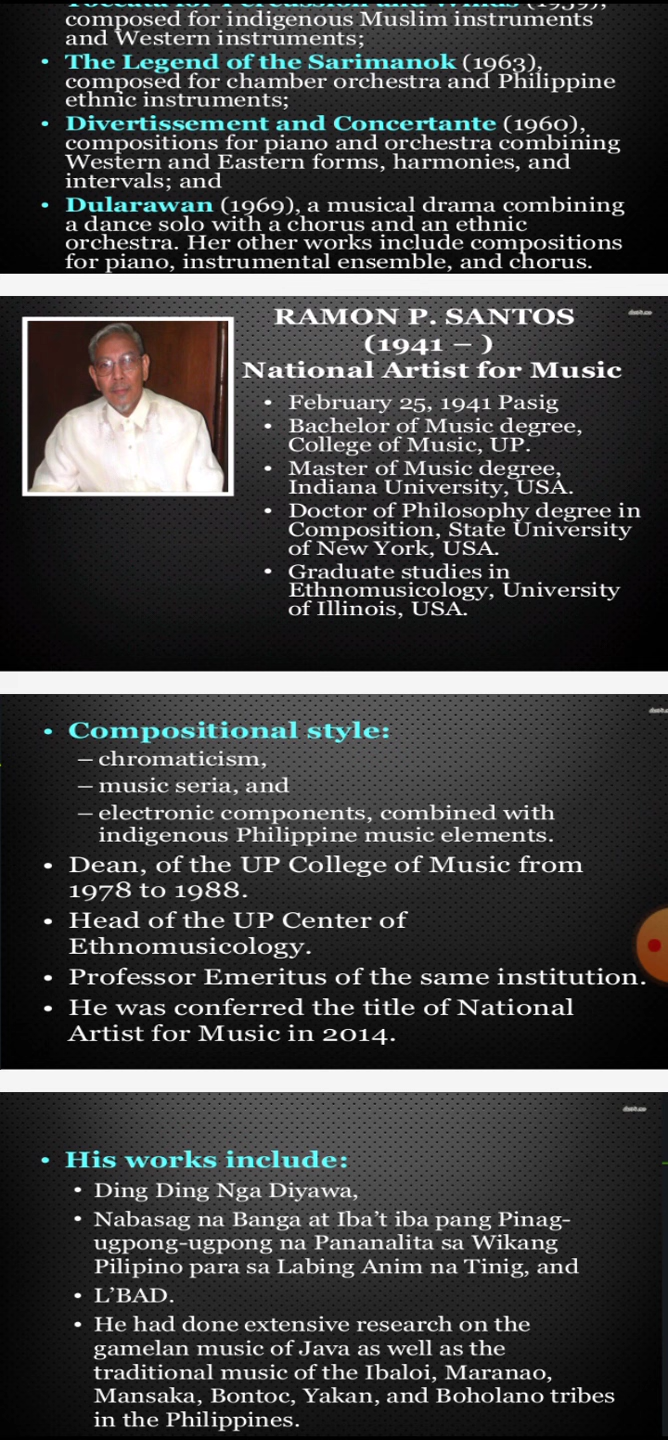 Toccata for Percussion and Winds (1959),
composed for indigenous Muslim instruments
and Western instruments;
• The Legend of the Sarimanok (1963),
composed for chamber orchestra and Philippine
ethnic instruments;
• Divertissement and Concertante (1960),
compositions for piano and orchestra combining
Western and Eastern forms, harmonies, and
intervals; and
• Dularawan (1969), a musical drama combining
a dance solo with a chorus and an ethnic
orchestra. Her other works include compositions
for piano, instrumental ensemble, and chorus.
RAMON P. SANTOS
(1941 – )
National Artist for Music
• February 25, 1941 Pasig
• Bachelor of Music degree,
College of Music, UP.
• Master of Music degree,
Indiana University, USA.
• Doctor of Philosophy degree in
Composition, State University
of New York, USA.
• Graduate studies in
Ethnomusicology, University
of Illinois, USA.
• Compositional style:
– chromaticism,
– music seria, and
– electronic components, combined with
indigenous Philippine music elements.
• Dean, of the UP College of Music from
1978 to 1988.
• Head of the UP Center of
Ethnomusicology.
• Professor Emeritus of the same institution.
• He was conferred the title of National
Artist for Music in 2014.
• His works include:
• Ding Ding Nga Diyawa,
• Nabasag na Banga at Iba't iba pang Pinag-
ugpong-ugpong na Pananalita sa Wikang
Pilipino para sa Labing Anim na Tinig, and
• L'BAD.
• He had done extensive research on the
gamelan music of Java as well as the
traditional music of the Ibaloi, Maranao,
Mansaka, Bontoc, Yakan, and Boholano tribes
in the Philippines.